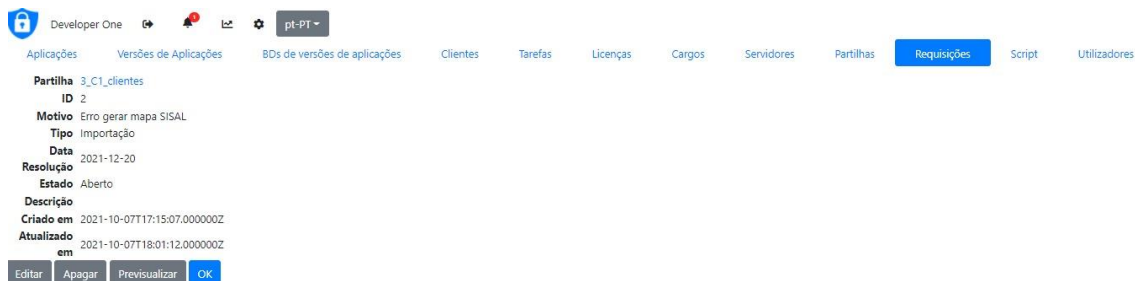 Developer One
pt-PT
Aplicações Versões de Aplicações BDs de versões de aplicações Clientes Tarefas Licenças Cargos Servidores Partilhas Requisições Script Utilizadores
Partilha 3_C1_clientes
ID 2
Motivo Erro gerar mapa SISAL
Tipo Importação
Data
Resolução 2021-12-20
Estado Aberto
Descrição
Criado em 2021-10-07T17:15:07.000000Z
Atualizado
em 2021-10-07T18:01:12.000000Z
Editar Apagar Previsualizar OK